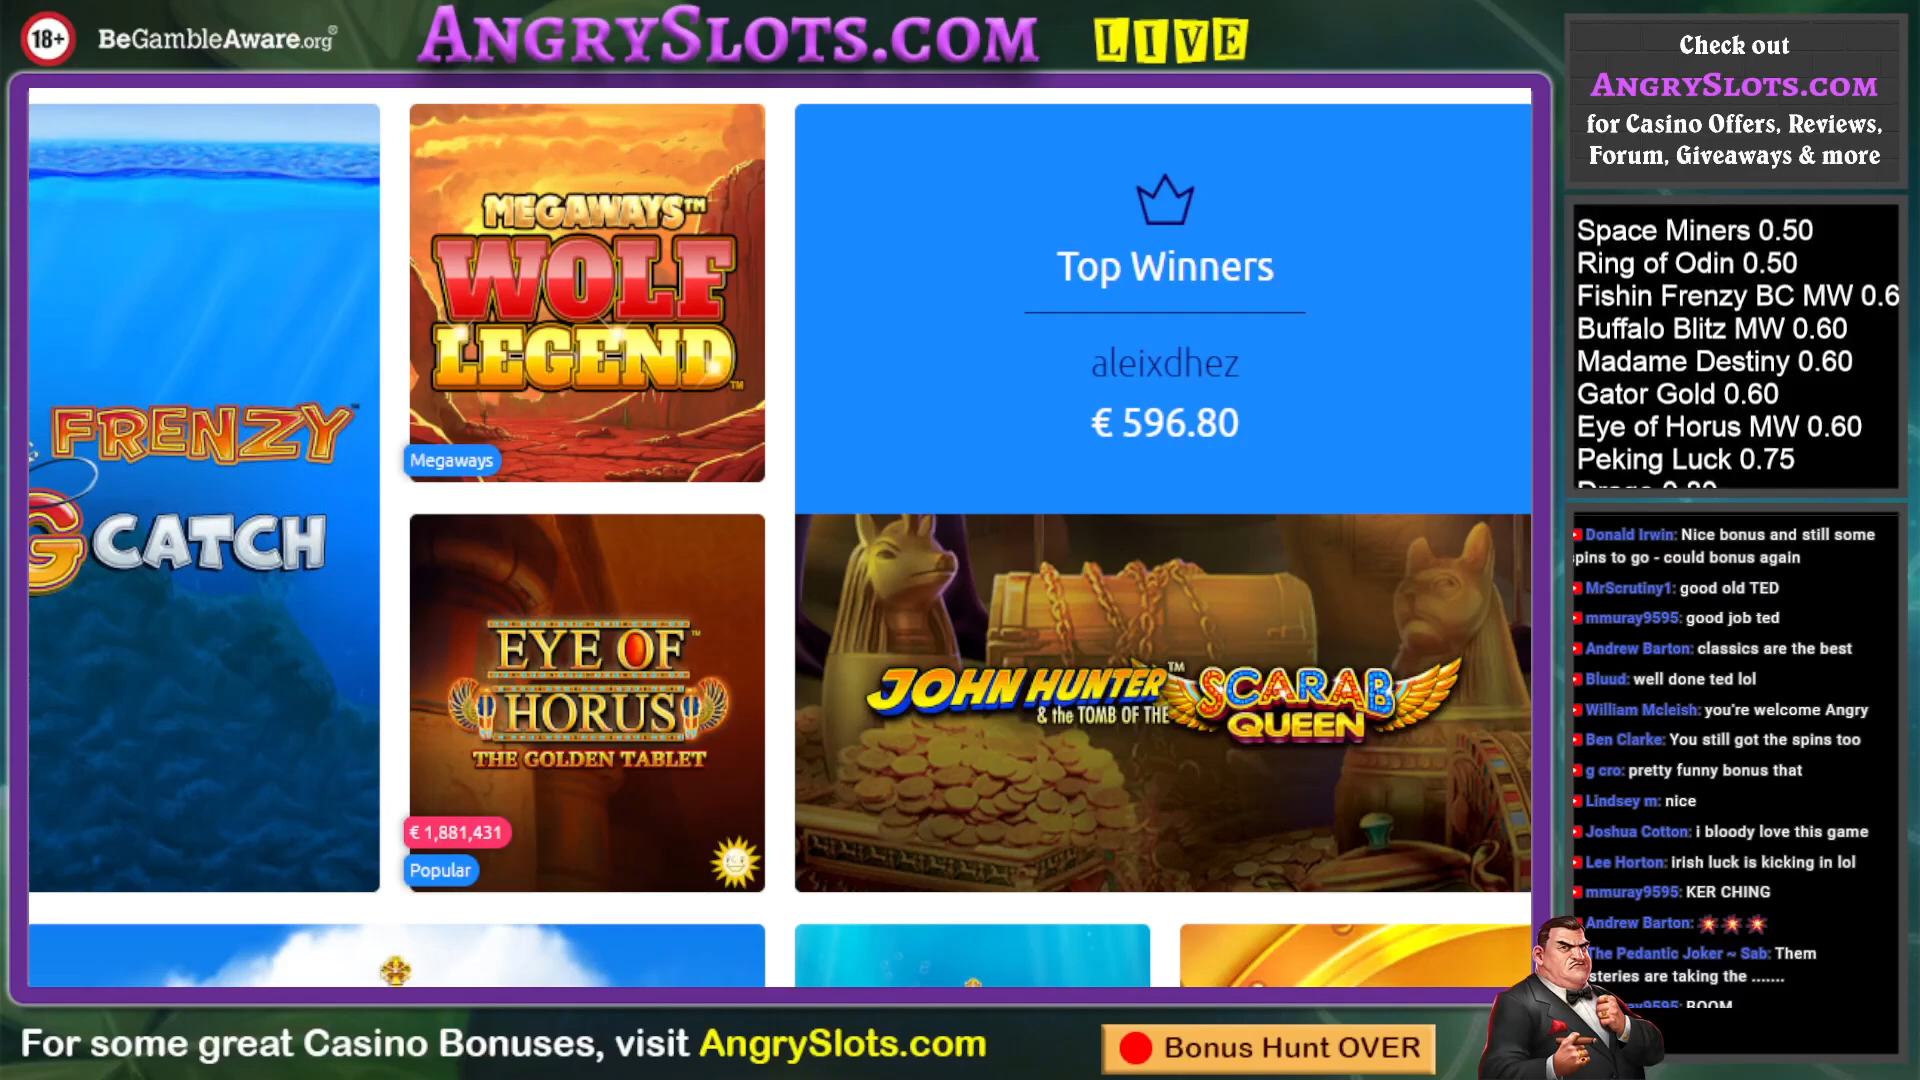 18+ BeGambleAware.org®
AngrySlots.com LIVE
Check out
AngrySlots.com
for Casino Offers, Reviews,
Forum, Giveaways & more
FRENZY™
G CATCH
MEGAWAYS™
WOLF
LEGEND™
Megaways
Top Winners
aleixdhez
€ 596.80
EYE OF™
HORUS
THE GOLDEN TABLET
€ 1,881,431
Popular
JOHN HUNTER™
& the TOMB OF THE
SCARAB
QUEEN
Space Miners 0.50
Ring of Odin 0.50
Fishin Frenzy BC MW 0.6
Buffalo Blitz MW 0.60
Madame Destiny 0.60
Gator Gold 0.60
Eye of Horus MW 0.60
Peking Luck 0.75
Donald Irwin: Nice bonus and still some
pins to go - could bonus again
MrScrutiny1: good old TED
mmuray9595: good job ted
Andrew Barton: classics are the best
Bluud: well done ted lol
William Mcleish: you're welcome Angry
Ben Clarke: You still got the spins too
g cro: pretty funny bonus that
Lindsey m: nice
Joshua Cotton: i bloody love this game
Lee Horton: irish luck is kicking in lol
mmuray9595: KER CHING
Andrew Barton: 💥💥💥
The Pedantic Joker ~ Sab: Them
steries are taking the .......
ay9595: BOOM
For some great Casino Bonuses, visit AngrySlots.com
Bonus Hunt OVER